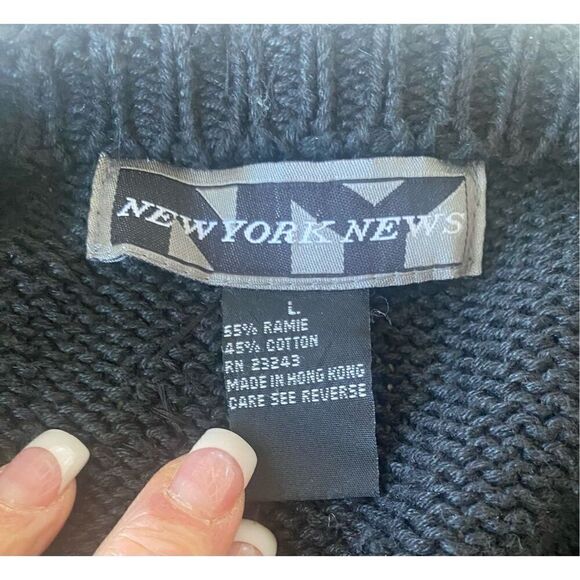 NEW YORK NEWS
L
55% RAMIE
45% COTTON
RN 23243
MADE IN HONG KONG
CARE SEE REVERSE